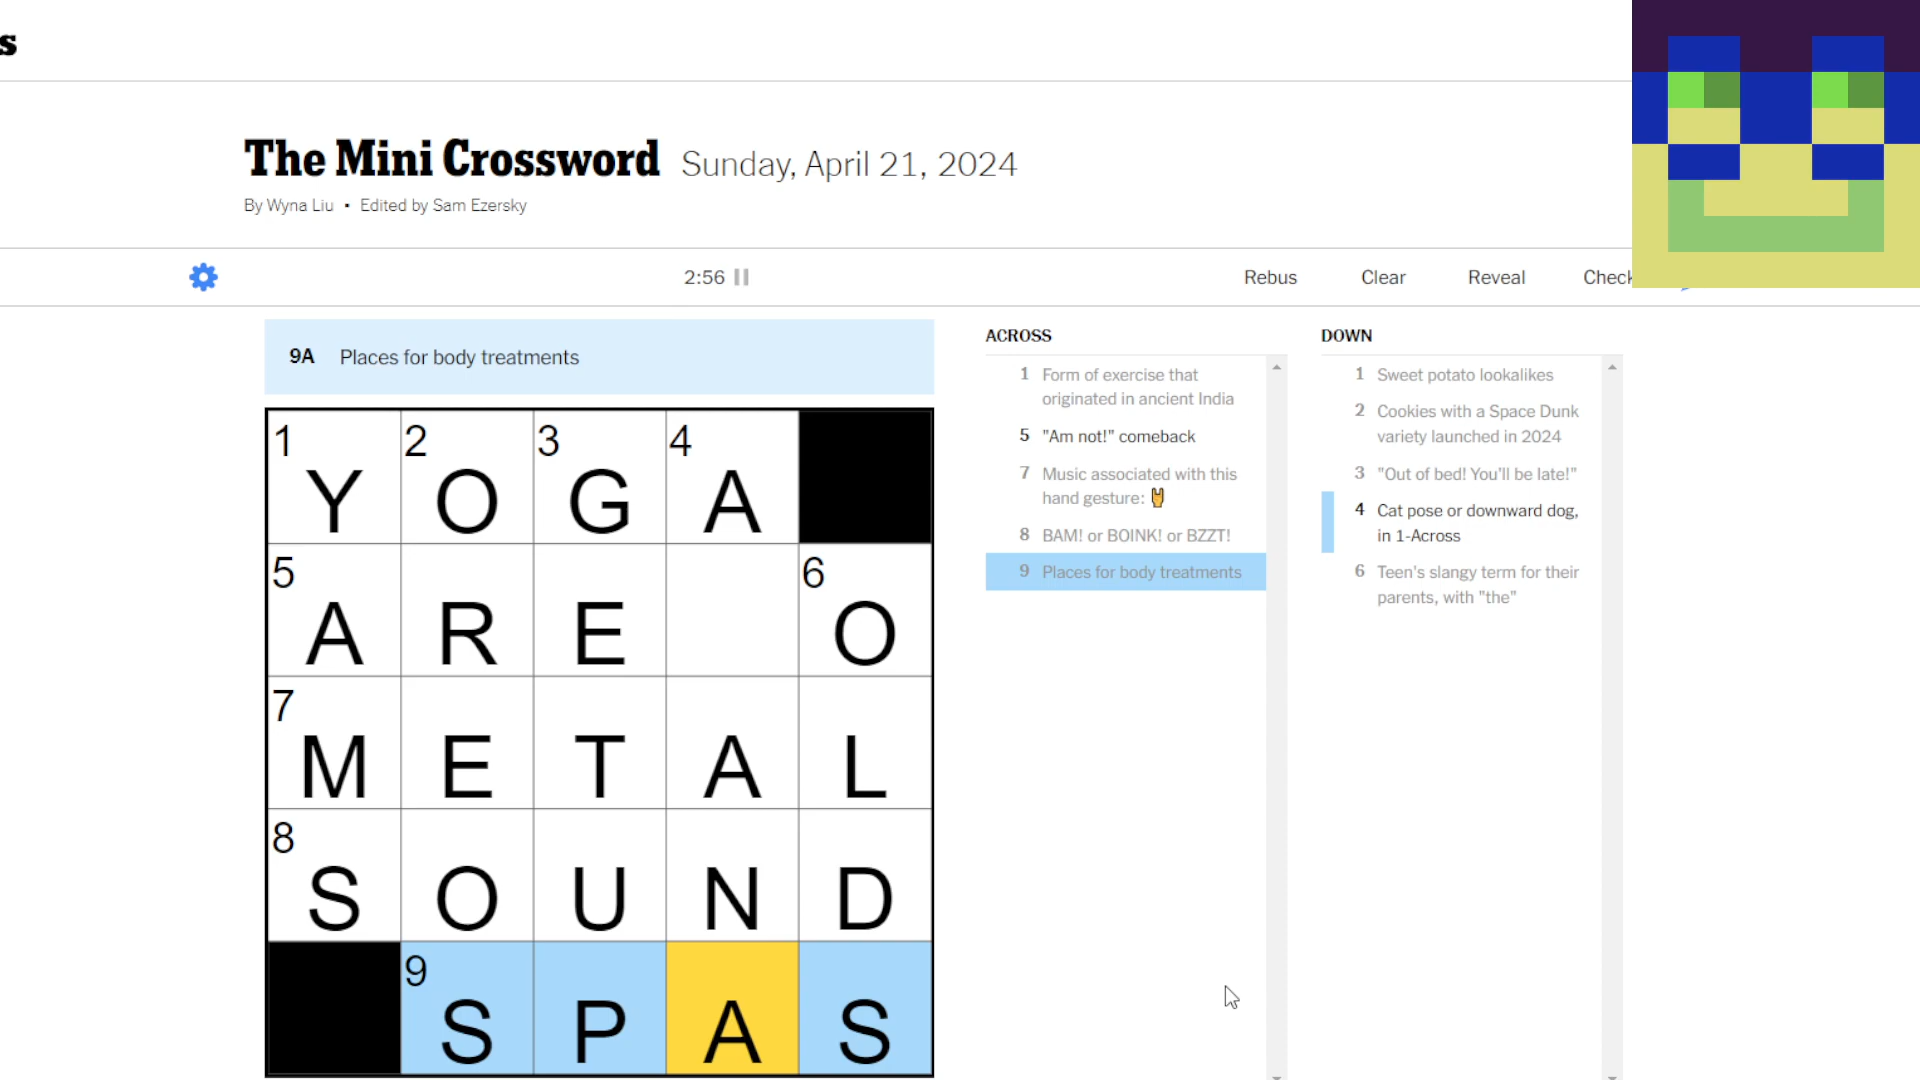 s
The Mini Crossword Sunday, April 21, 2024
By Wyna Liu • Edited by Sam Ezersky
2:56
Rebus Clear Reveal Check
9A Places for body treatments
1 Y 2 O 3 G 4 A
5 A R E 6 O
7 M E T A L
8 S O U N D
9 S P A S
ACROSS
1 Form of exercise that
originated in ancient India
5 "Am not!" comeback
7 Music associated with this
hand gesture: 🤘
8 BAM! or BOINK! or BZZT!
9 Places for body treatments
DOWN
1 Sweet potato lookalikes
2 Cookies with a Space Dunk
variety launched in 2024
3 "Out of bed! You'll be late!"
4 Cat pose or downward dog,
in 1-Across
6 Teen's slangy term for their
parents, with "the"